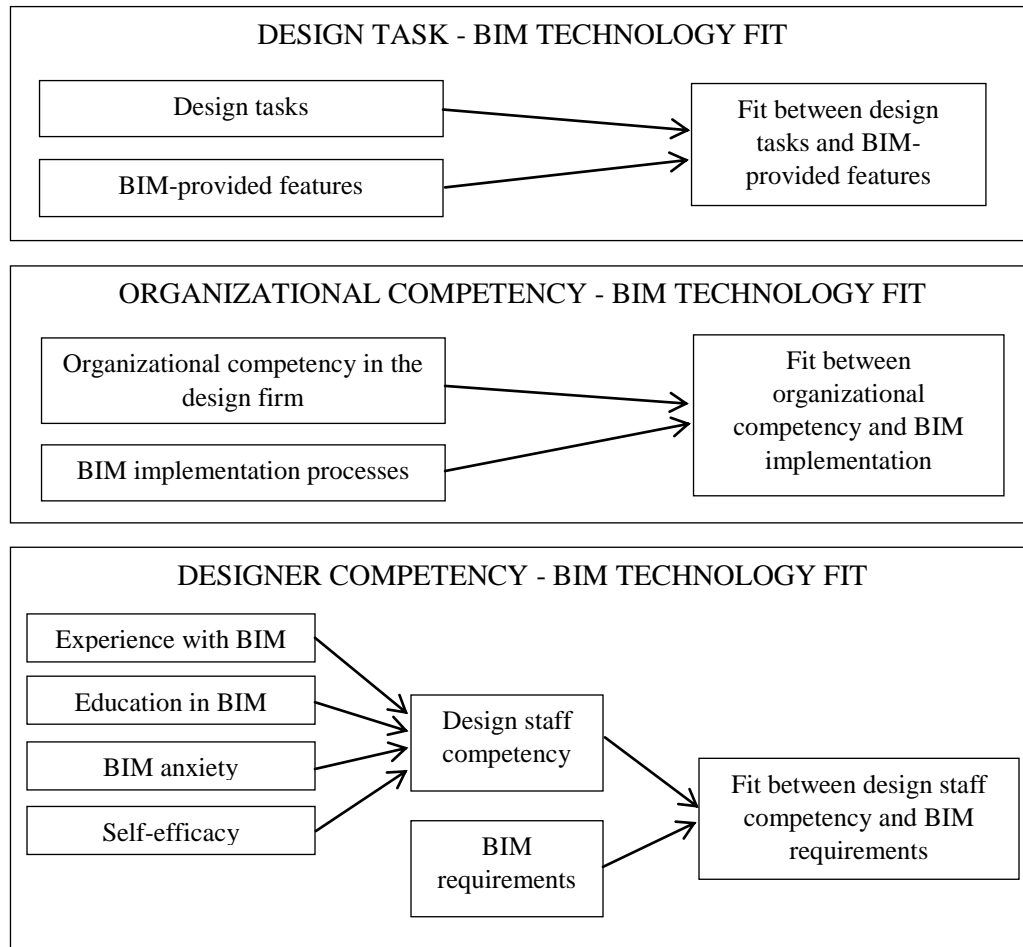 DESIGN TASK - BIM TECHNOLOGY FIT
Design tasks
BIM-provided features
Fit between design
tasks and BIM-
provided features
ORGANIZATIONAL COMPETENCY - BIM TECHNOLOGY FIT
Organizational competency in the
design firm
BIM implementation processes
Fit between
organizational
competency and BIM
implementation
DESIGNER COMPETENCY - BIM TECHNOLOGY FIT
Experience with BIM
Education in BIM
BIM anxiety
Self-efficacy
Design staff
competency
BIM
requirements
Fit between design staff
competency and BIM
requirements